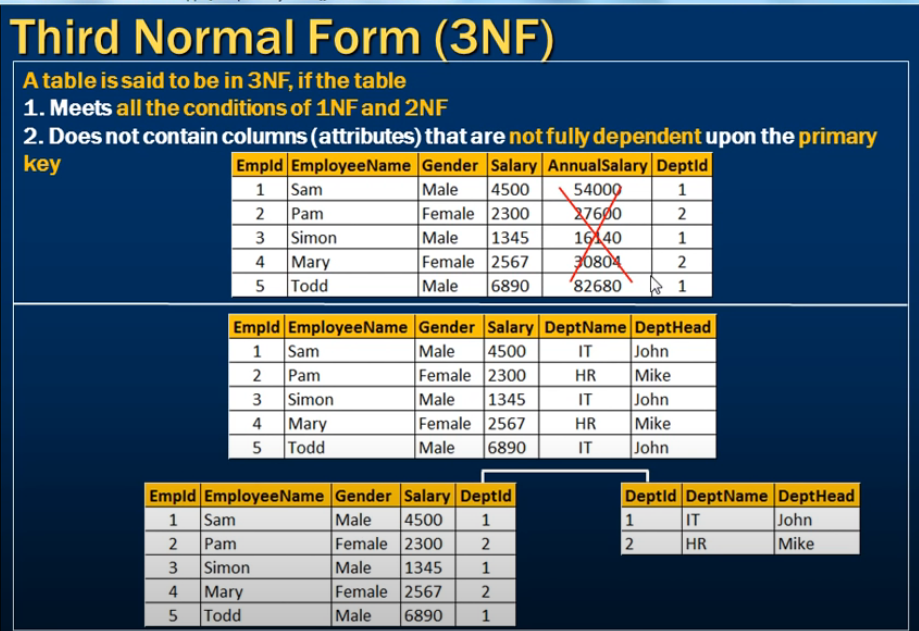 Third Normal Form (3NF)
A table is said to be in 3NF, if the table
1. Meets all the conditions of 1NF and 2NF
2. Does not contain columns (attributes) that are not fully dependent upon the primary
key
EmpId EmployeeName Gender Salary AnnualSalary DeptId
1 Sam Male 4500 54000 1
2 Pam Female 2300 27600 2
3 Simon Male 1345 16140 1
4 Mary Female 2567 30804 2
5 Todd Male 6890 82680 1
EmpId EmployeeName Gender Salary DeptName DeptHead
1 Sam Male 4500 IT John
2 Pam Female 2300 HR Mike
3 Simon Male 1345 IT John
4 Mary Female 2567 HR Mike
5 Todd Male 6890 IT John
EmpId EmployeeName Gender Salary DeptId
1 Sam Male 4500 1
2 Pam Female 2300 2
3 Simon Male 1345 1
4 Mary Female 2567 2
5 Todd Male 6890 1
DeptId DeptName DeptHead
1 IT John
2 HR Mike